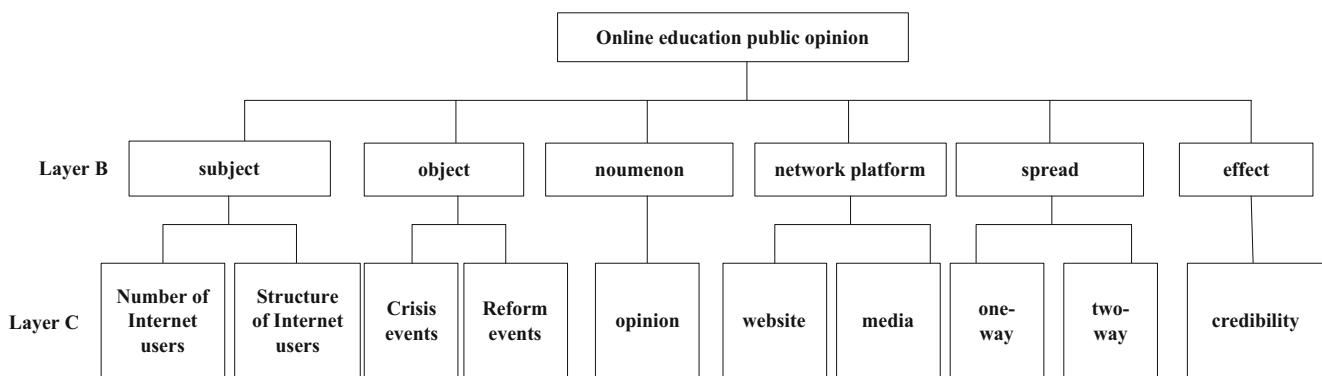 Online education public opinion
Layer B
subject
object
noumenon
network platform
spread
effect
Layer C
Number of
Internet
users
Structure
of Internet
users
Crisis
events
Reform
events
opinion
website
media
one-
way
two-
way
credibility